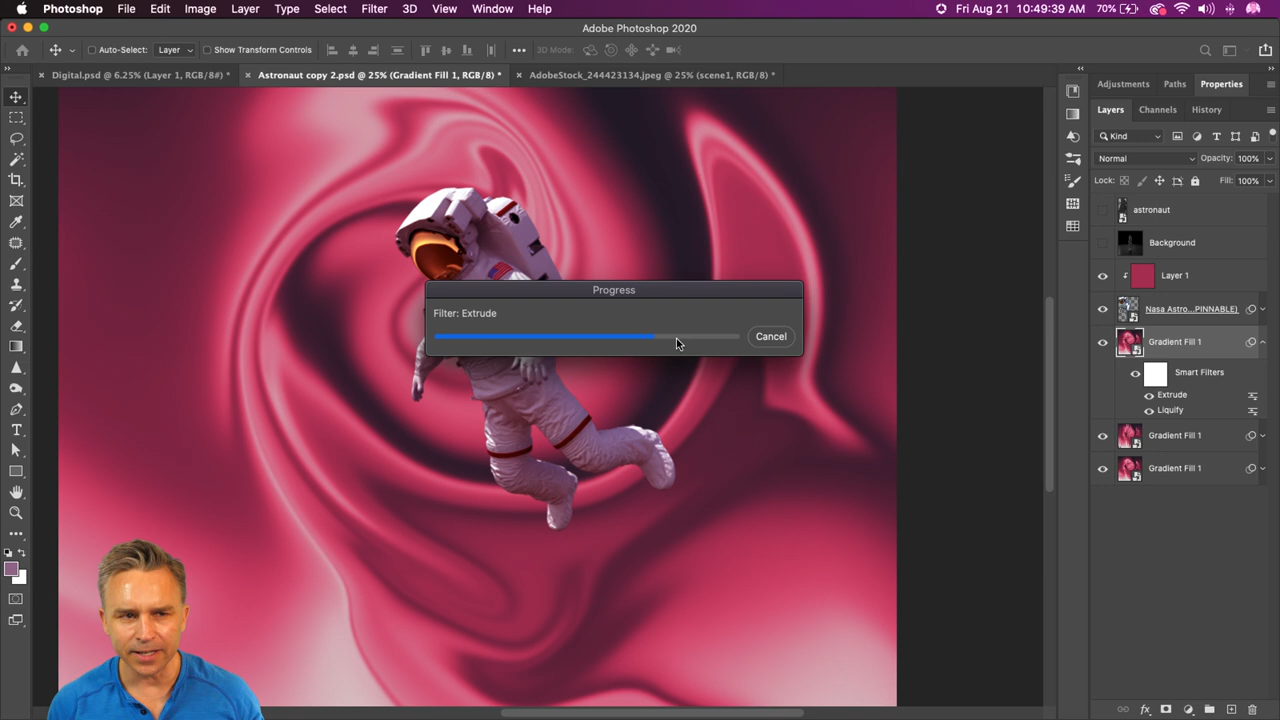 Photoshop File Edit Image Layer Type Select Filter 3D View Window Help Fri Aug 21 10:49:39 AM 70%
Adobe Photoshop 2020
Auto-Select: Layer Show Transform Controls 3D Mode:
Digital.psd @ 6.25% (Layer 1, RGB/8#) * Astronaut copy 2.psd @ 25% (Gradient Fill 1, RGB/8) * AdobeStock_244423134.jpeg @ 25% (scene1, RGB/8) *
Adjustments Paths Properties
Layers Channels History
Kind
Normal Opacity: 100%
Lock: Fill: 100%
astronaut
Background
Layer 1
Nasa Astro...PINNABLE)
Gradient Fill 1
Smart Filters
Extrude
Liquify
Gradient Fill 1
Gradient Fill 1
Progress
Filter: Extrude
Cancel